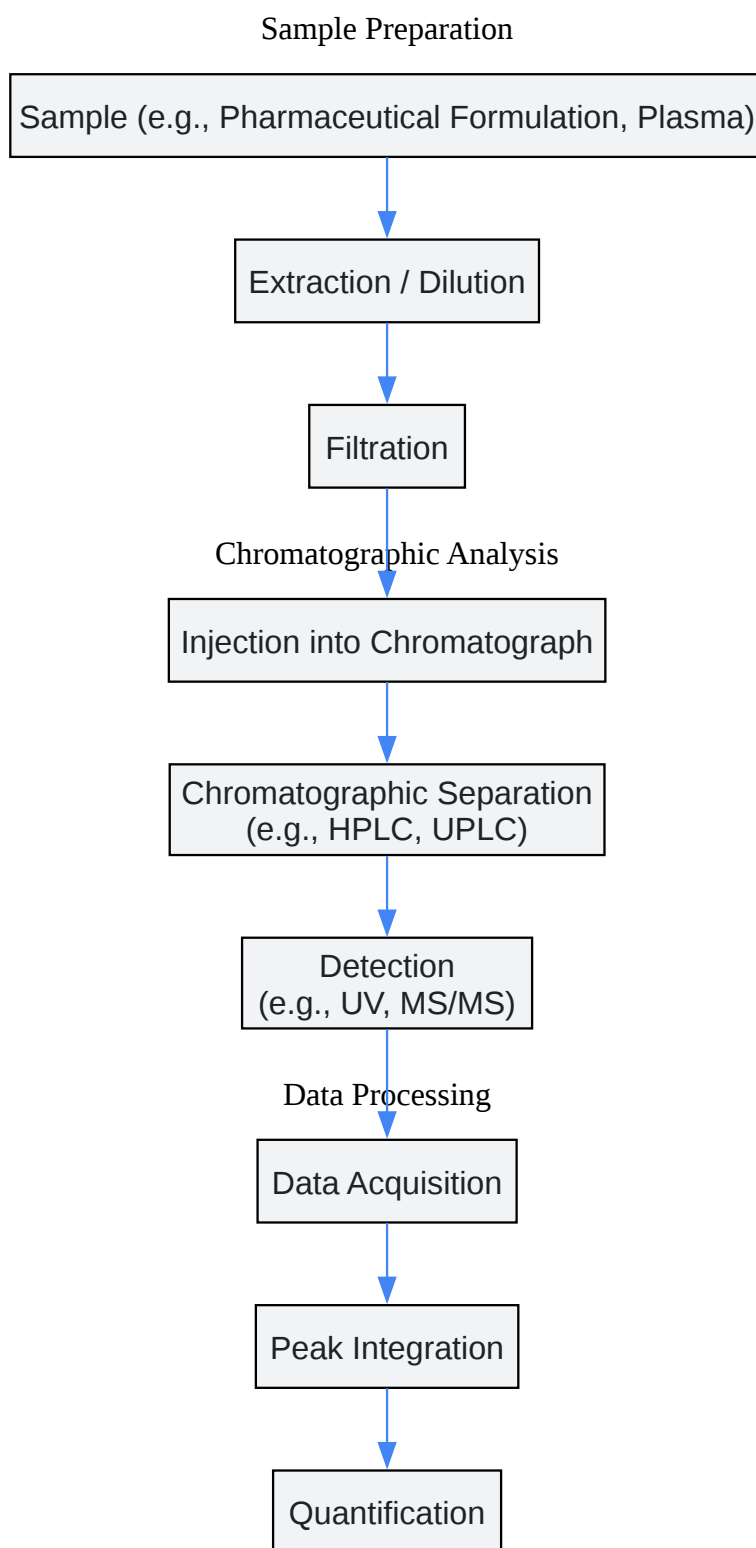 Sample Preparation
Sample (e.g., Pharmaceutical Formulation, Plasma)
Extraction / Dilution
Filtration
Chromatographic Analysis
Injection into Chromatograph
Chromatographic Separation
(e.g., HPLC, UPLC)
Detection
(e.g., UV, MS/MS)
Data Processing
Data Acquisition
Peak Integration
Quantification